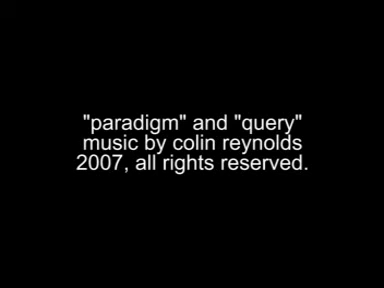 "paradigm" and "query"
music by colin reynolds
2007, all rights reserved.